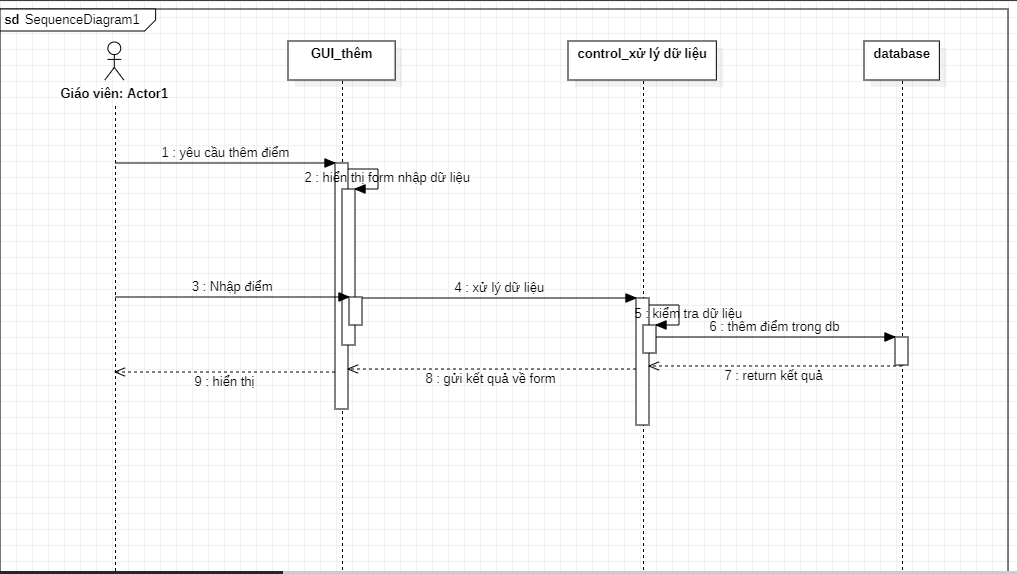 sd SequenceDiagram1
GUI_thêm
control_xử lý dữ liệu
database
Giáo viên: Actor1
1 : yêu cầu thêm điểm
2 : hiển thị form nhập dữ liệu
3 : Nhập điểm
4 : xử lý dữ liệu
5 : kiểm tra dữ liệu
6 : thêm điểm trong db
7 : return kết quả
8 : gửi kết quả về form
9 : hiển thị